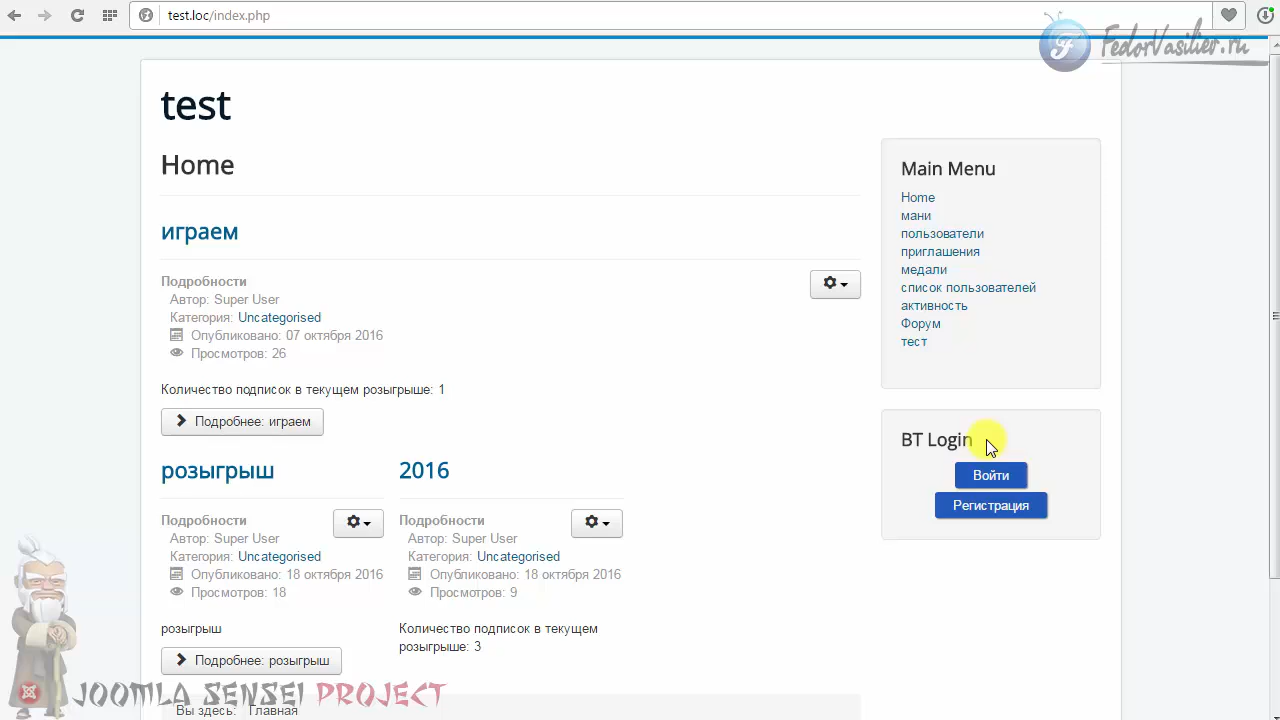 test.loc/index.php
FedorVasiliev.ru
test
Home
играем
Подробности
Автор: Super User
Категория: Uncategorised
Опубликовано: 07 октября 2016
Просмотров: 26
Количество подписок в текущем розыгрыше: 1
Подробнее: играем
розыгрыш
Подробности
Автор: Super User
Категория: Uncategorised
Опубликовано: 18 октября 2016
Просмотров: 18
розыгрыш
Подробнее: розыгрыш
2016
Подробности
Автор: Super User
Категория: Uncategorised
Опубликовано: 18 октября 2016
Просмотров: 9
Количество подписок в текущем
розыгрыше: 3
Main Menu
Home
мани
пользователи
приглашения
медали
список пользователей
активность
Форум
тест
BT Login
Войти
Регистрация
JOOMLA SENSEI PROJECT
Вы здесь: Главная